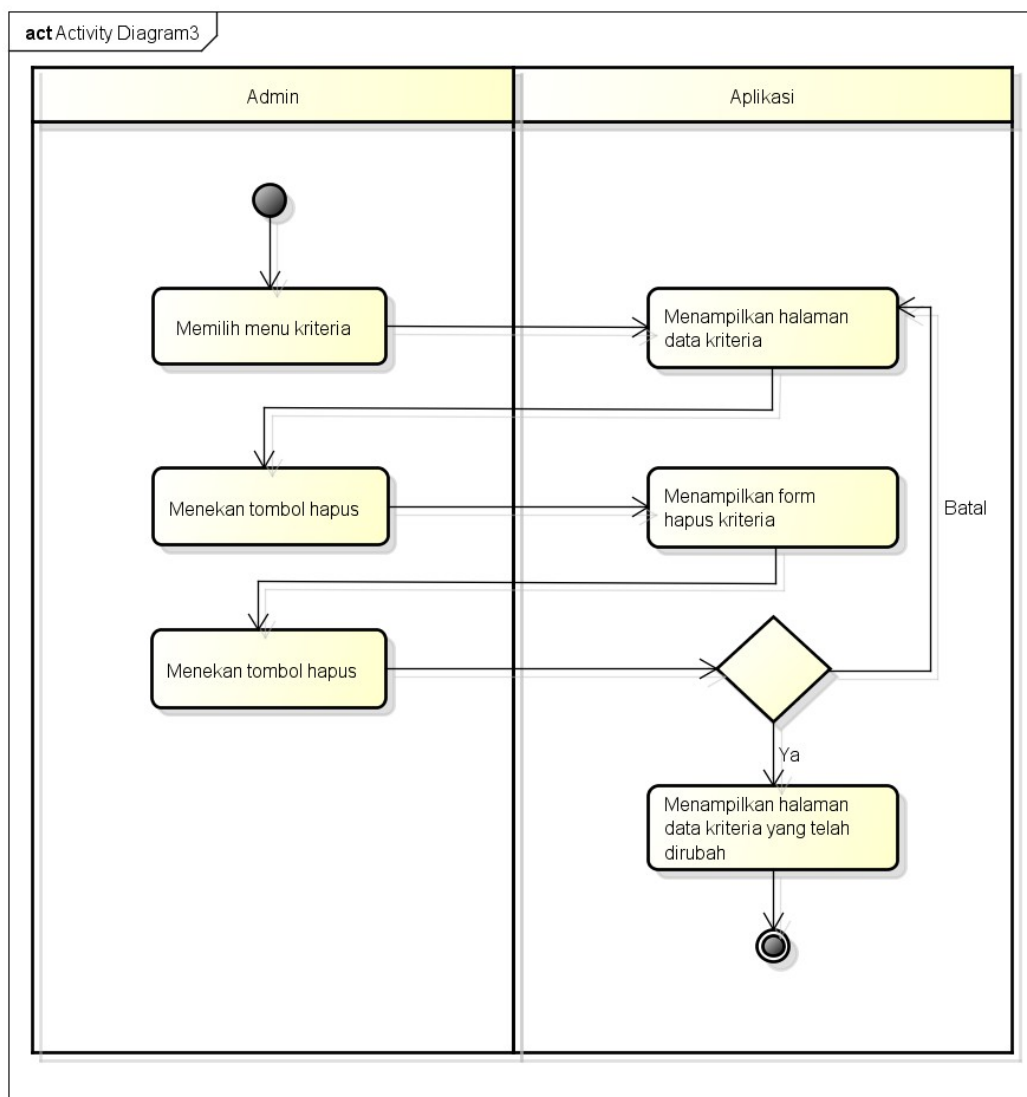 act Activity Diagram3
Admin
Aplikasi
Memilih menu kriteria
Menampilkan halaman
data kriteria
Menekan tombol hapus
Menampilkan form
hapus kriteria
Batal
Menekan tombol hapus
Ya
Menampilkan halaman
data kriteria yang telah
dirubah